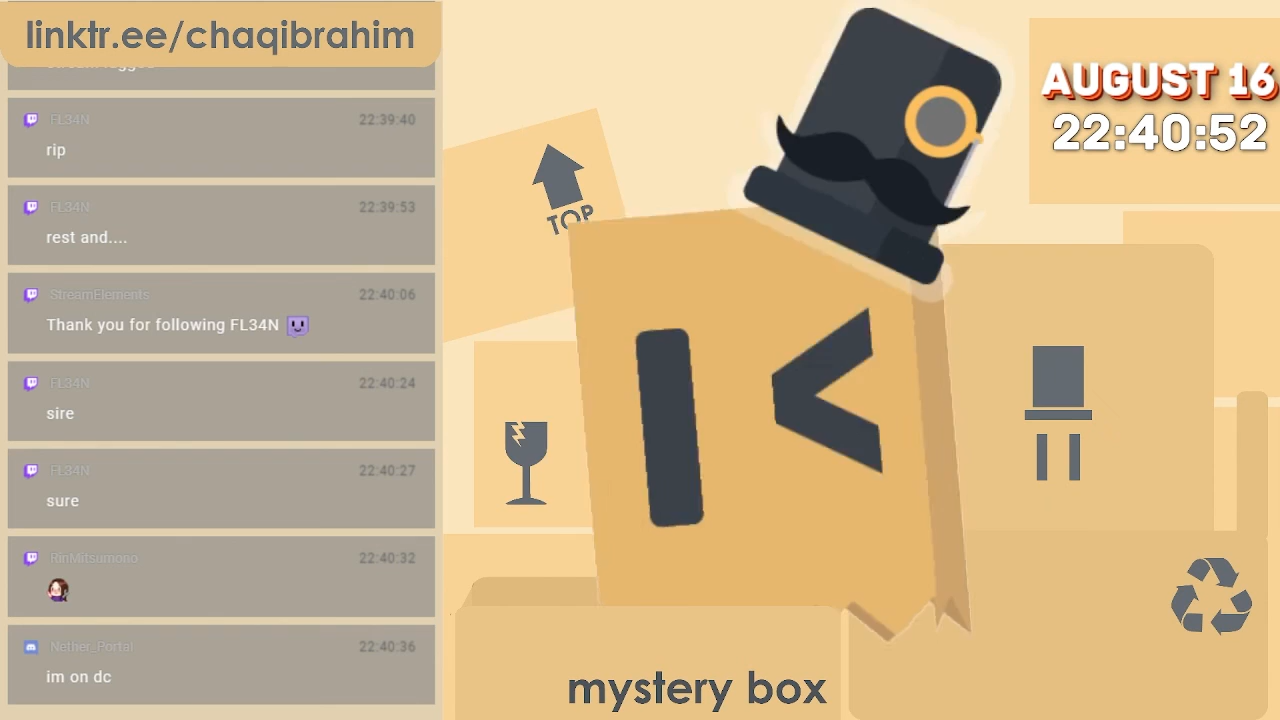 linktr.ee/chaqibrahim
FL34N 22:39:40
rip
FL34N 22:39:53
rest and....
StreamElements 22:40:06
Thank you for following FL34N
FL34N 22:40:24
sire
FL34N 22:40:27
sure
RinMitsumono 22:40:32
Nether_Portal 22:40:36
im on dc
TOP
mystery box
AUGUST 16
22:40:52